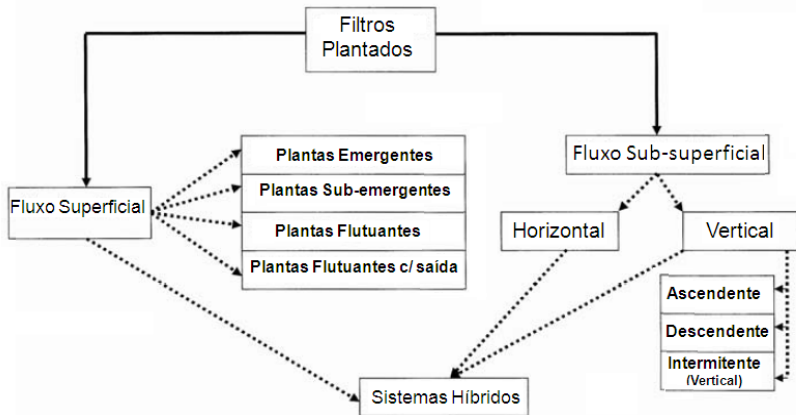 Filtros
Plantados
Fluxo Superficial
Plantas Emergentes
Plantas Sub-emergentes
Plantas Flutuantes
Plantas Flutuantes c/ saída
Fluxo Sub-superficial
Horizontal
Vertical
Ascendente
Descendente
Intermitente
(Vertical)
Sistemas Híbridos